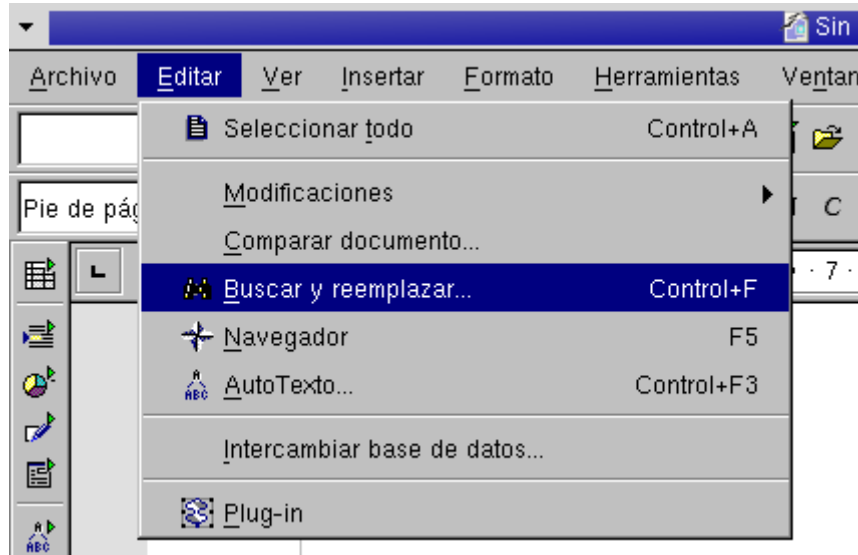 Sin
Archivo Editar Ver Insertar Formato Herramientas Ventan
Seleccionar todo Control+A
Pie de pág
Modificaciones
C
Comparar documento...
Buscar y reemplazar... Control+F
7
Navegador F5
AutoTexto... Control+F3
Intercambiar base de datos...
Plug-in